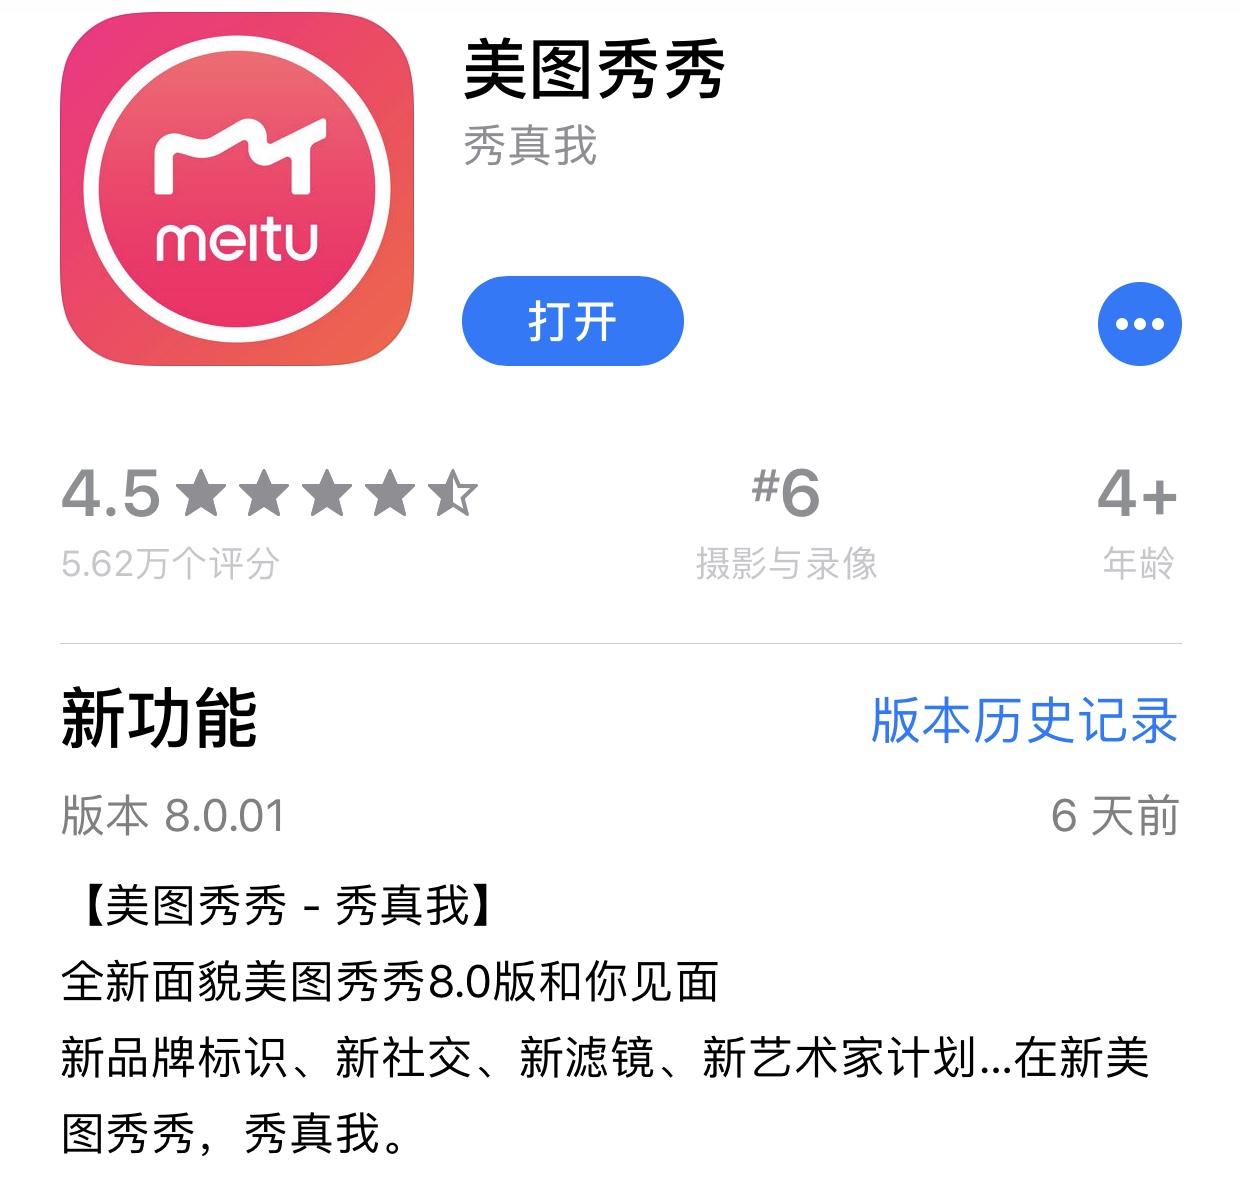 meitu
美图秀秀
秀真我
打开
4.5
5.62万个评分
#6
摄影与录像
4+
年龄
新功能
版本历史记录
版本 8.0.01
6 天前
【美图秀秀 - 秀真我】
全新面貌美图秀秀8.0版和你见面
新品牌标识、新社交、新滤镜、新艺术家计划...在新美
图秀秀，秀真我。